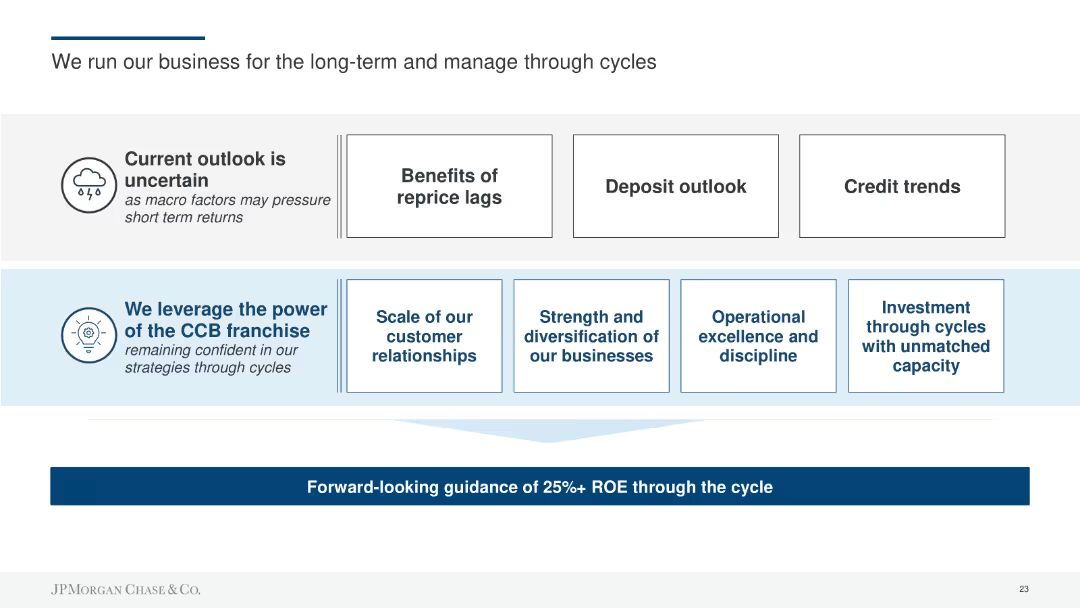 We run our business for the long-term and manage through cycles
Current outlook is
uncertain
as macro factors may pressure
short term returns
Benefits of
reprice lags
Deposit outlook
Credit trends
We leverage the power
of the CCB franchise
remaining confident in our
strategies through cycles
Scale of our
customer
relationships
Strength and
diversification of
our businesses
Operational
excellence and
discipline
Investment
through cycles
with unmatched
capacity
Forward-looking guidance of 25%+ ROE through the cycle
JPMORGAN CHASE & CO.
23